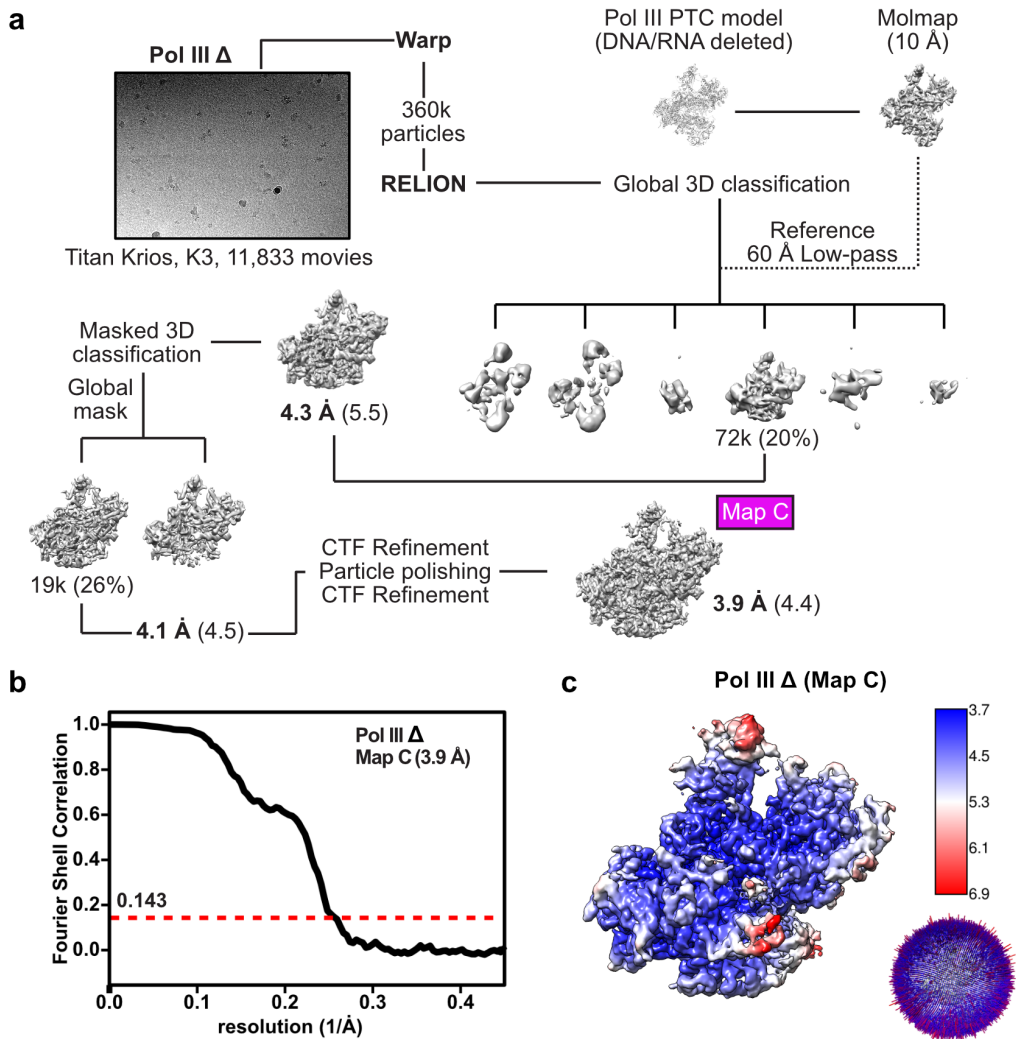 a
Pol III Δ
Warp
360k
particles
RELION
Titan Krios, K3, 11,833 movies
Pol III PTC model
(DNA/RNA deleted)
Molmap
(10 Å)
Global 3D classification
Reference
60 Å Low-pass
72k (20%)
4.3 Å (5.5)
Masked 3D
classification
Global
mask
19k (26%)
4.1 Å (4.5)
CTF Refinement
Particle polishing
CTF Refinement
Map C
3.9 Å (4.4)
b
Fourier Shell Correlation
1.0
0.8
0.6
0.4
0.2
0.0
0.143
Pol III Δ
Map C (3.9 Å)
0.0
0.1
0.2
0.3
0.4
resolution (1/Å)
c
Pol III Δ (Map C)
3.7
4.5
5.3
6.1
6.9